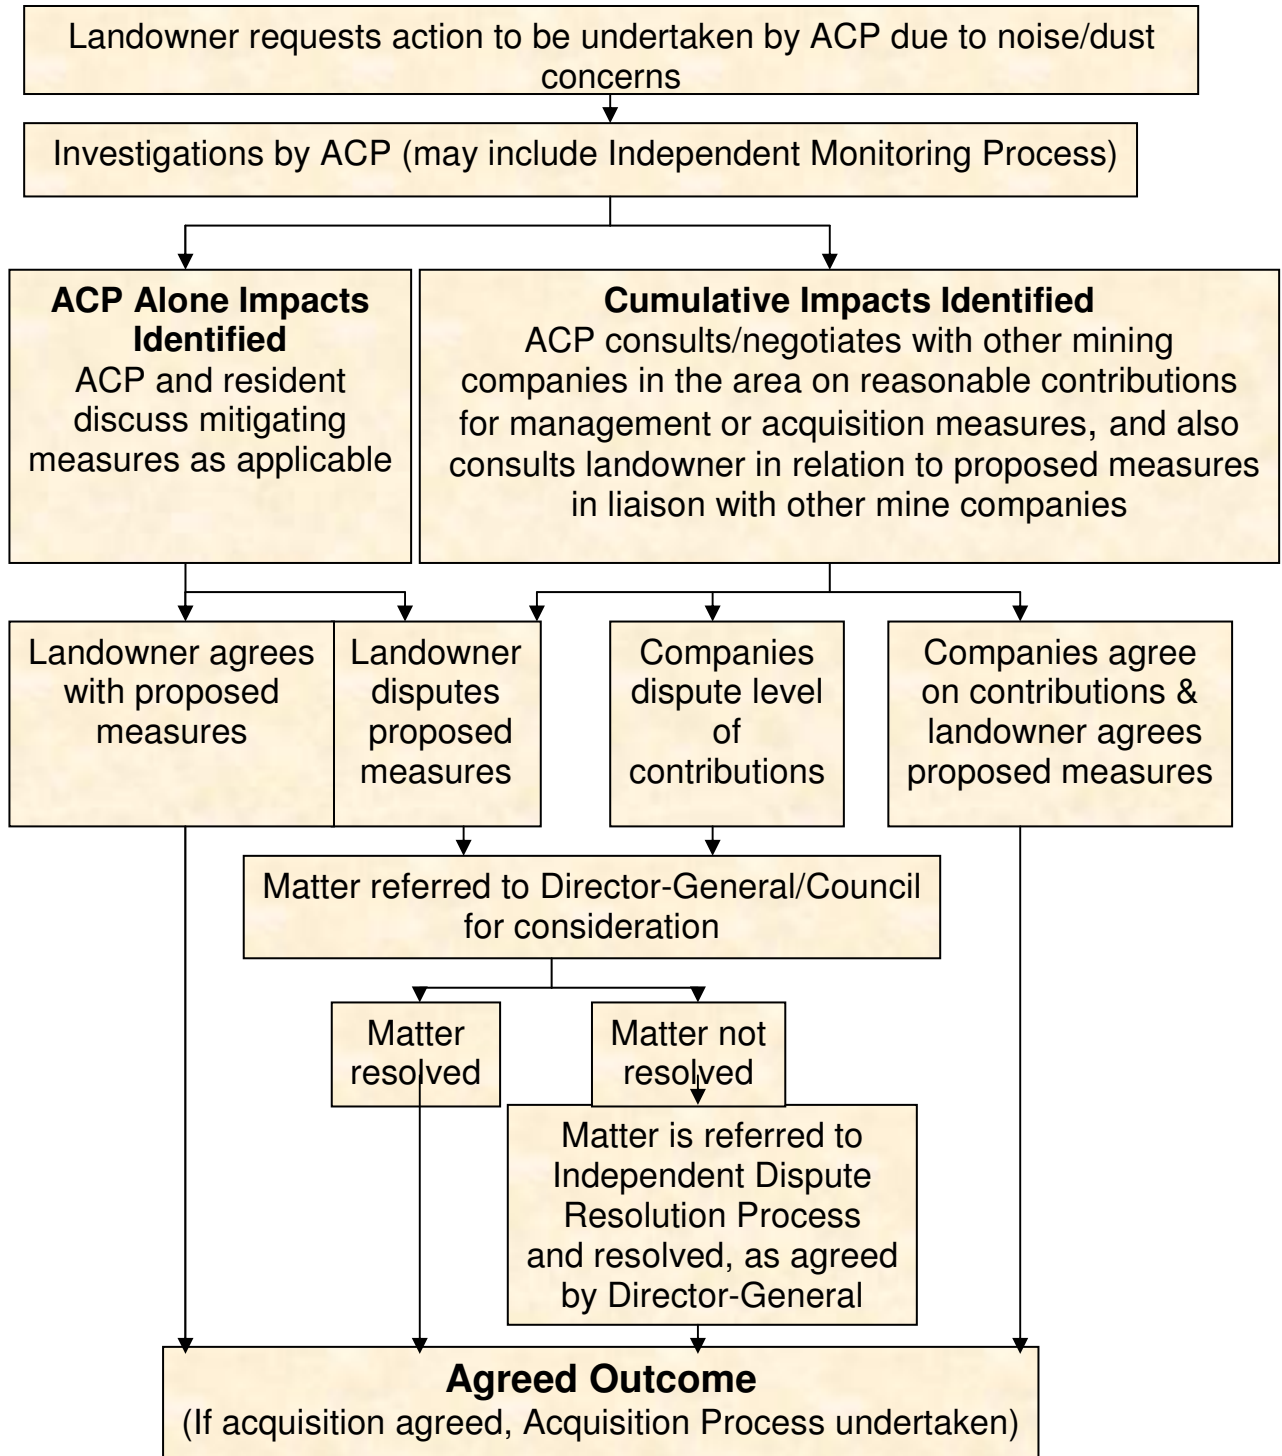 Landowner requests action to be undertaken by ACP due to noise/dust
concerns
Investigations by ACP (may include Independent Monitoring Process)
ACP Alone Impacts
Identified
ACP and resident
discuss mitigating
measures as applicable
Cumulative Impacts Identified
ACP consults/negotiates with other mining
companies in the area on reasonable contributions
for management or acquisition measures, and also
consults landowner in relation to proposed measures
in liaison with other mine companies
Landowner agrees
with proposed
measures
Landowner
disputes
proposed
measures
Companies
dispute level
of
contributions
Companies agree
on contributions &
landowner agrees
proposed measures
Matter referred to Director-General/Council
for consideration
Matter
resolved
Matter not
resolved
Matter is referred to
Independent Dispute
Resolution Process
and resolved, as agreed
by Director-General
Agreed Outcome
(If acquisition agreed, Acquisition Process undertaken)